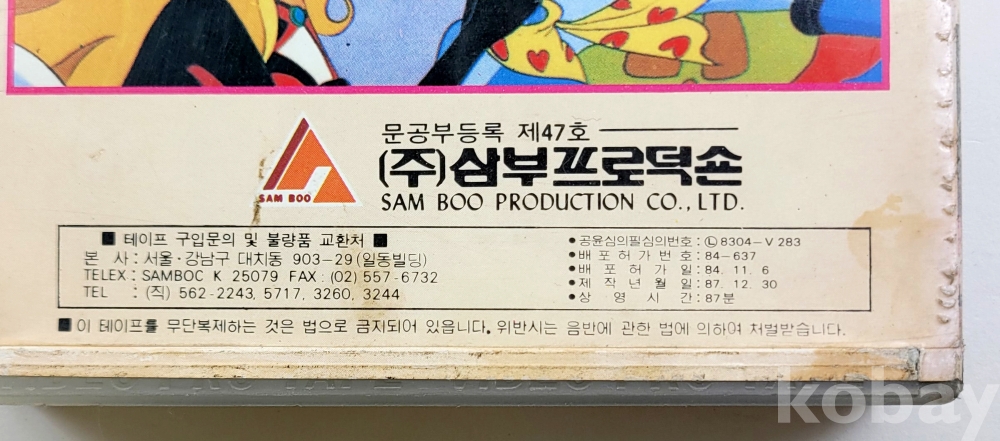 문공부등록 제47호
(주)삼부프로덕숀
SAM BOO
SAM BOO PRODUCTION CO., LTD.
■ 테이프 구입문의 및 불량품 교환처 ■
본 사 : 서울·강남구 대치동 903-29 (일동빌딩)
TELEX : SAMBOC K 25079 FAX : (02) 557-6732
TEL : (직) 562-2243, 5717, 3260, 3244
•공윤심의필심의번호 : Ⓛ8304-V 283
•배포허가번호 : 84-637
•배포허가일 : 84. 11. 6
•제작년월일 : 87. 12. 30
•상영시간 : 87분
■ 이 테이프를 무단복제하는 것은 법으로 금지되어 있읍니다. 위반시는 음반에 관한 법에 의하여 처벌받습니다.
kobay